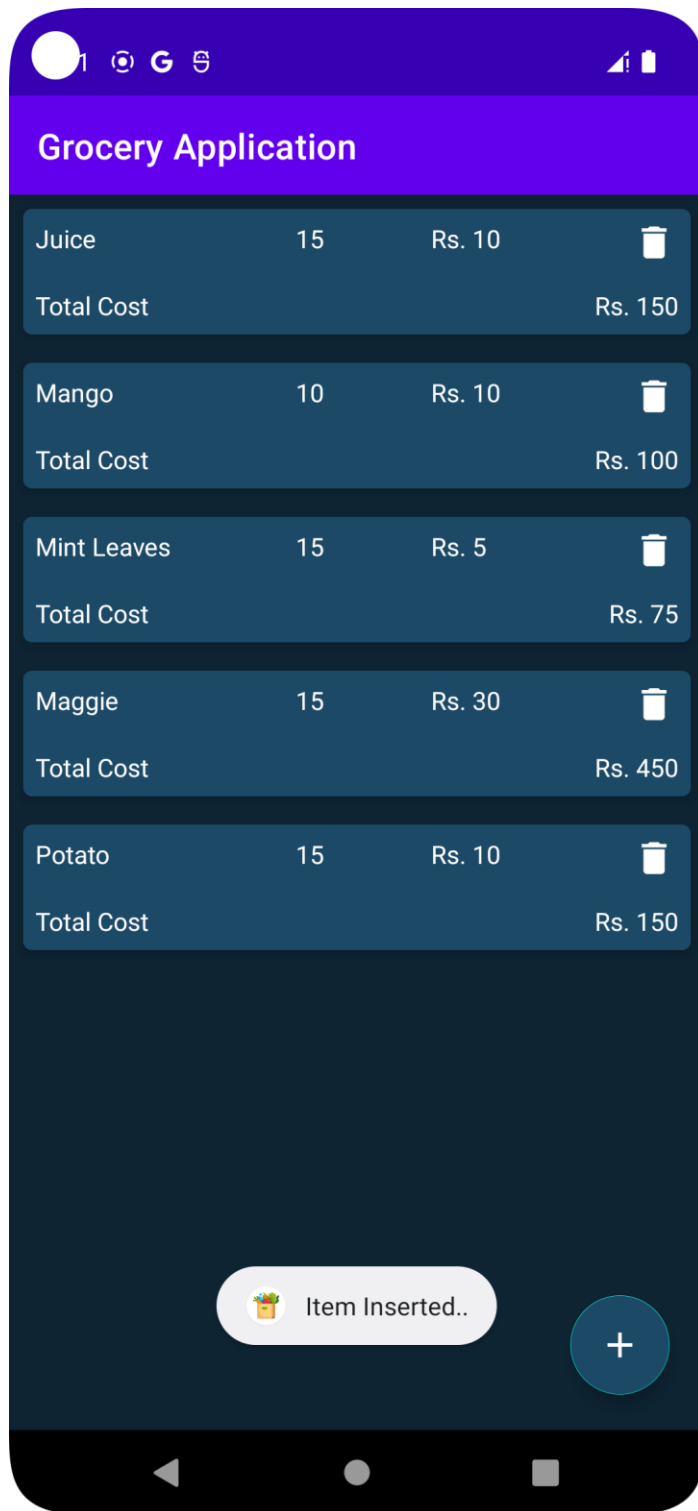 Grocery Application
Juice 15 Rs. 10
Total Cost Rs. 150
Mango 10 Rs. 10
Total Cost Rs. 100
Mint Leaves 15 Rs. 5
Total Cost Rs. 75
Maggie 15 Rs. 30
Total Cost Rs. 450
Potato 15 Rs. 10
Total Cost Rs. 150
Item Inserted..